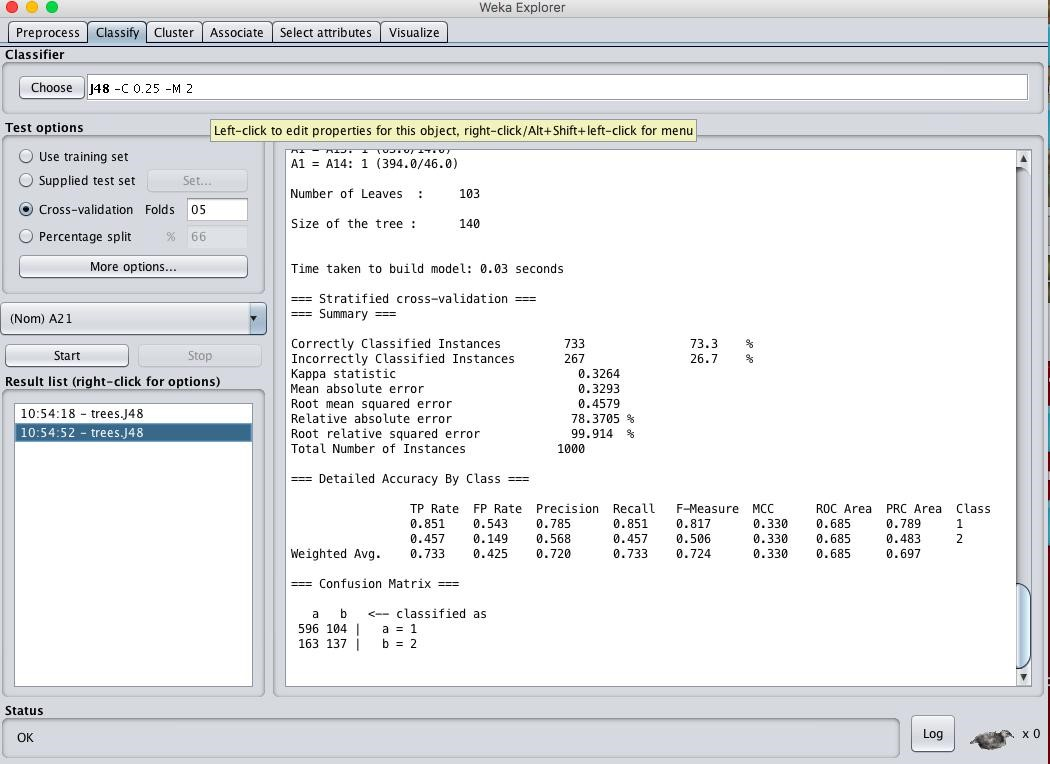 Weka Explorer
Preprocess Classify Cluster Associate Select attributes Visualize
Classifier
Choose J48 -C 0.25 -M 2
Left-click to edit properties for this object, right-click/Alt+Shift+left-click for menu
Test options
Use training set
Supplied test set Set...
Cross-validation Folds 05
Percentage split % 66
More options...
(Nom) A21
Start Stop
Result list (right-click for options)
10:54:18 - trees.J48
10:54:52 - trees.J48
A1 = A14: 1 (394.0/46.0)
Number of Leaves : 103
Size of the tree : 140
Time taken to build model: 0.03 seconds
=== Stratified cross-validation ===
=== Summary ===
Correctly Classified Instances 733 73.3 %
Incorrectly Classified Instances 267 26.7 %
Kappa statistic 0.3264
Mean absolute error 0.3293
Root mean squared error 0.4579
Relative absolute error 78.3705 %
Root relative squared error 99.914 %
Total Number of Instances 1000
=== Detailed Accuracy By Class ===
TP Rate FP Rate Precision Recall F-Measure MCC ROC Area PRC Area Class
0.851 0.543 0.785 0.851 0.817 0.330 0.685 0.789 1
0.457 0.149 0.568 0.457 0.506 0.330 0.685 0.483 2
Weighted Avg. 0.733 0.425 0.720 0.733 0.724 0.330 0.685 0.697
=== Confusion Matrix ===
a b <-- classified as
596 104 | a = 1
163 137 | b = 2
Status
OK
Log
x 0